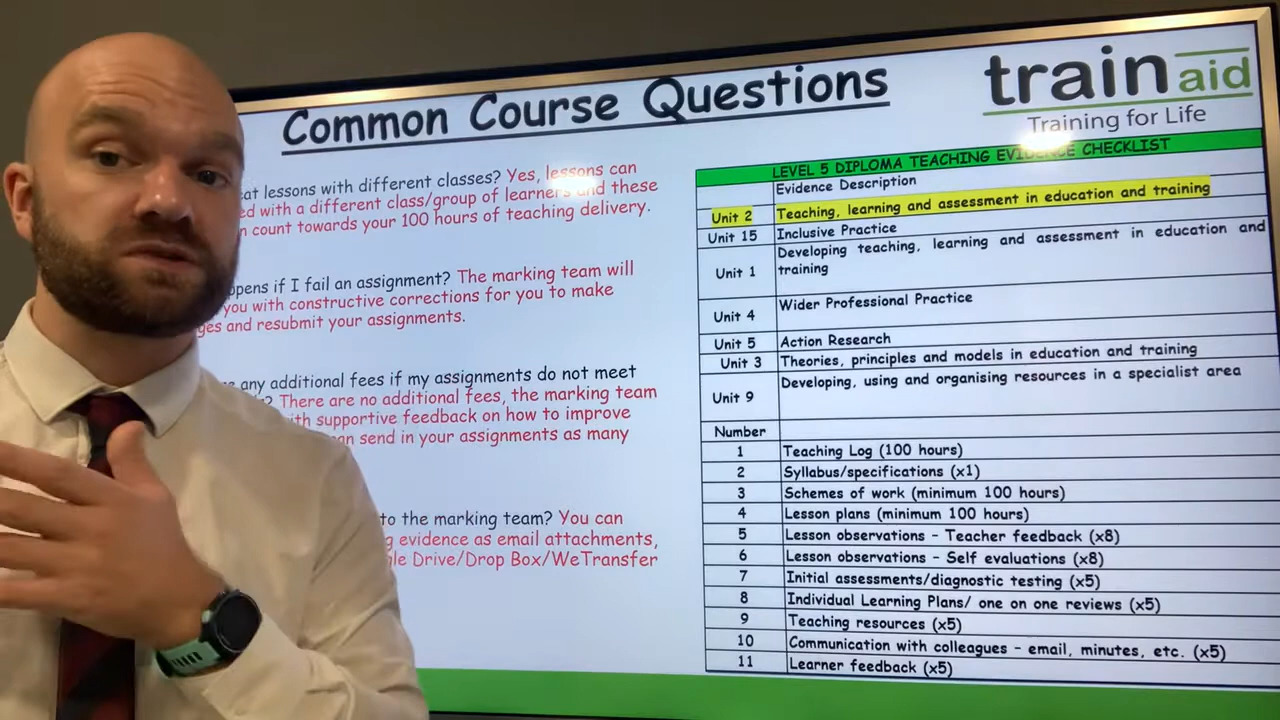 Common Course Questions
train aid
Training for Life
at lessons with different classes? Yes, lessons can
ed with a different class/group of learners and these
n count towards your 100 hours of teaching delivery.
ppens if I fail an assignment? The marking team will
you with constructive corrections for you to make
ges and resubmit your assignments.
any additional fees if my assignments do not meet
? There are no additional fees, the marking team
ith supportive feedback on how to improve
can send in your assignments as many
to the marking team? You can
g evidence as email attachments,
le Drive/Drop Box/WeTransfer
LEVEL 5 DIPLOMA TEACHING EVIDENCE CHECKLIST
Evidence Description
Unit 2 Teaching, learning and assessment in education and training
Unit 15 Inclusive Practice
Unit 1 Developing teaching, learning and assessment in education and
training
Unit 4 Wider Professional Practice
Unit 5 Action Research
Unit 3 Theories, principles and models in education and training
Unit 9 Developing, using and organising resources in a specialist area
Number
1 Teaching Log (100 hours)
2 Syllabus/specifications (x1)
3 Schemes of work (minimum 100 hours)
4 Lesson plans (minimum 100 hours)
5 Lesson observations - Teacher feedback (x8)
6 Lesson observations - Self evaluations (x8)
7 Initial assessments/diagnostic testing (x5)
8 Individual Learning Plans/ one on one reviews (x5)
9 Teaching resources (x5)
10 Communication with colleagues - email, minutes, etc. (x5)
11 Learner feedback (x5)